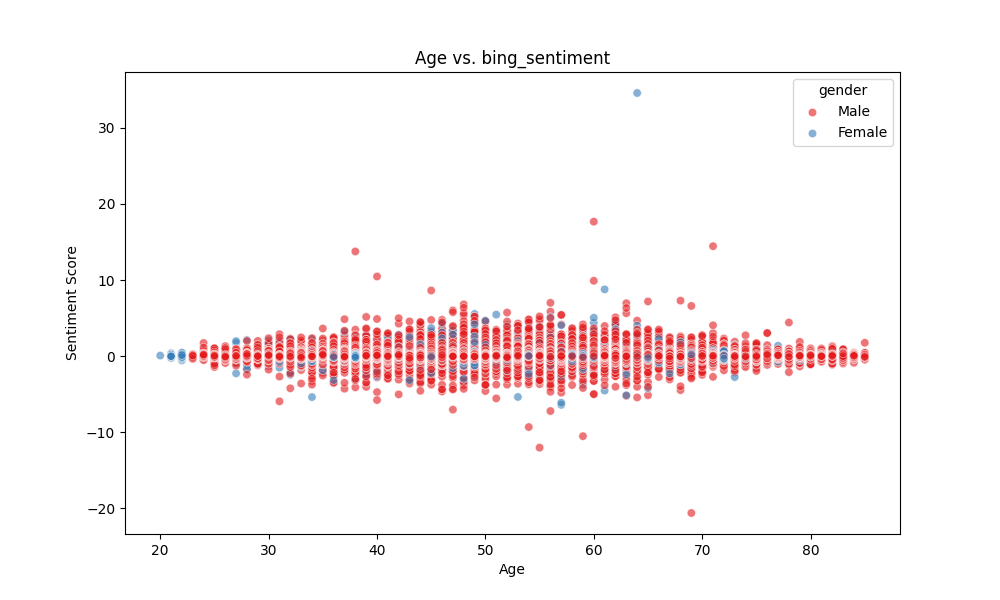 Age vs. bing_sentiment
gender
Male
Female
Sentiment Score
30
20
10
0
−10
−20
20 30 40 50 60 70 80
Age